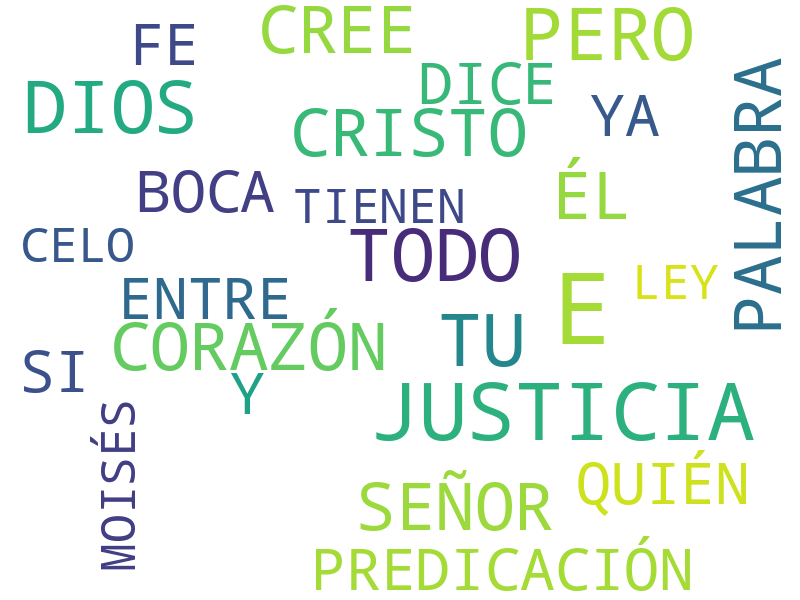 FE
CREE
PERO
DIOS
DICE
CRISTO
YA
PALABRA
BOCA
TIENEN
ÉL
CELO
TODO
ENTRE
E
LEY
CORAZÓN
TU
SI
Y
JUSTICIA
MOISÉS
SEÑOR
QUIÉN
PREDICACIÓN